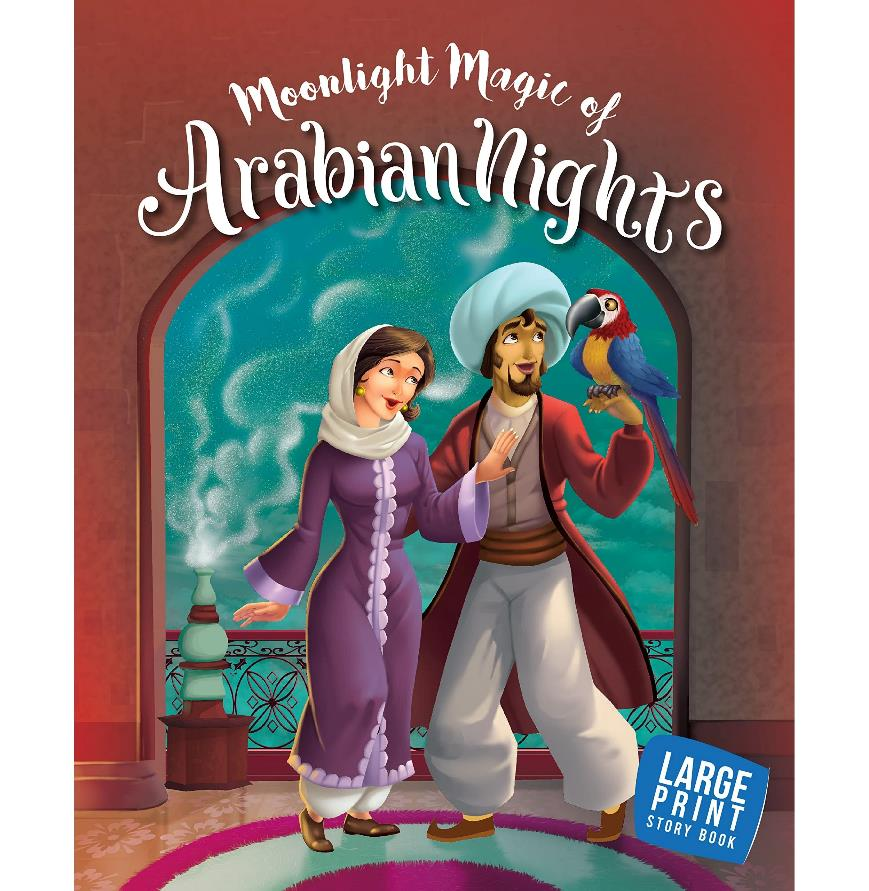 Moonlight Magic of
Arabian Nights
LARGE
PRINT
STORY BOOK